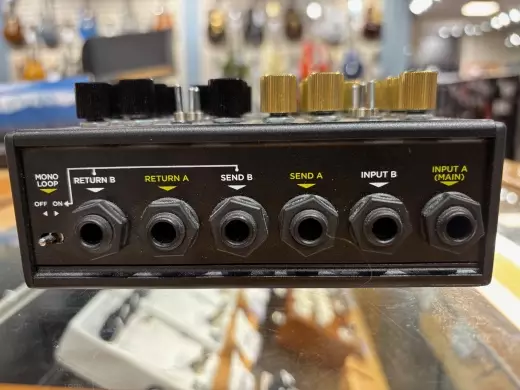 MONO
LOOP
OFF ON
RETURN B
RETURN A
SEND B
SEND A
INPUT B
INPUT A
(MAIN)